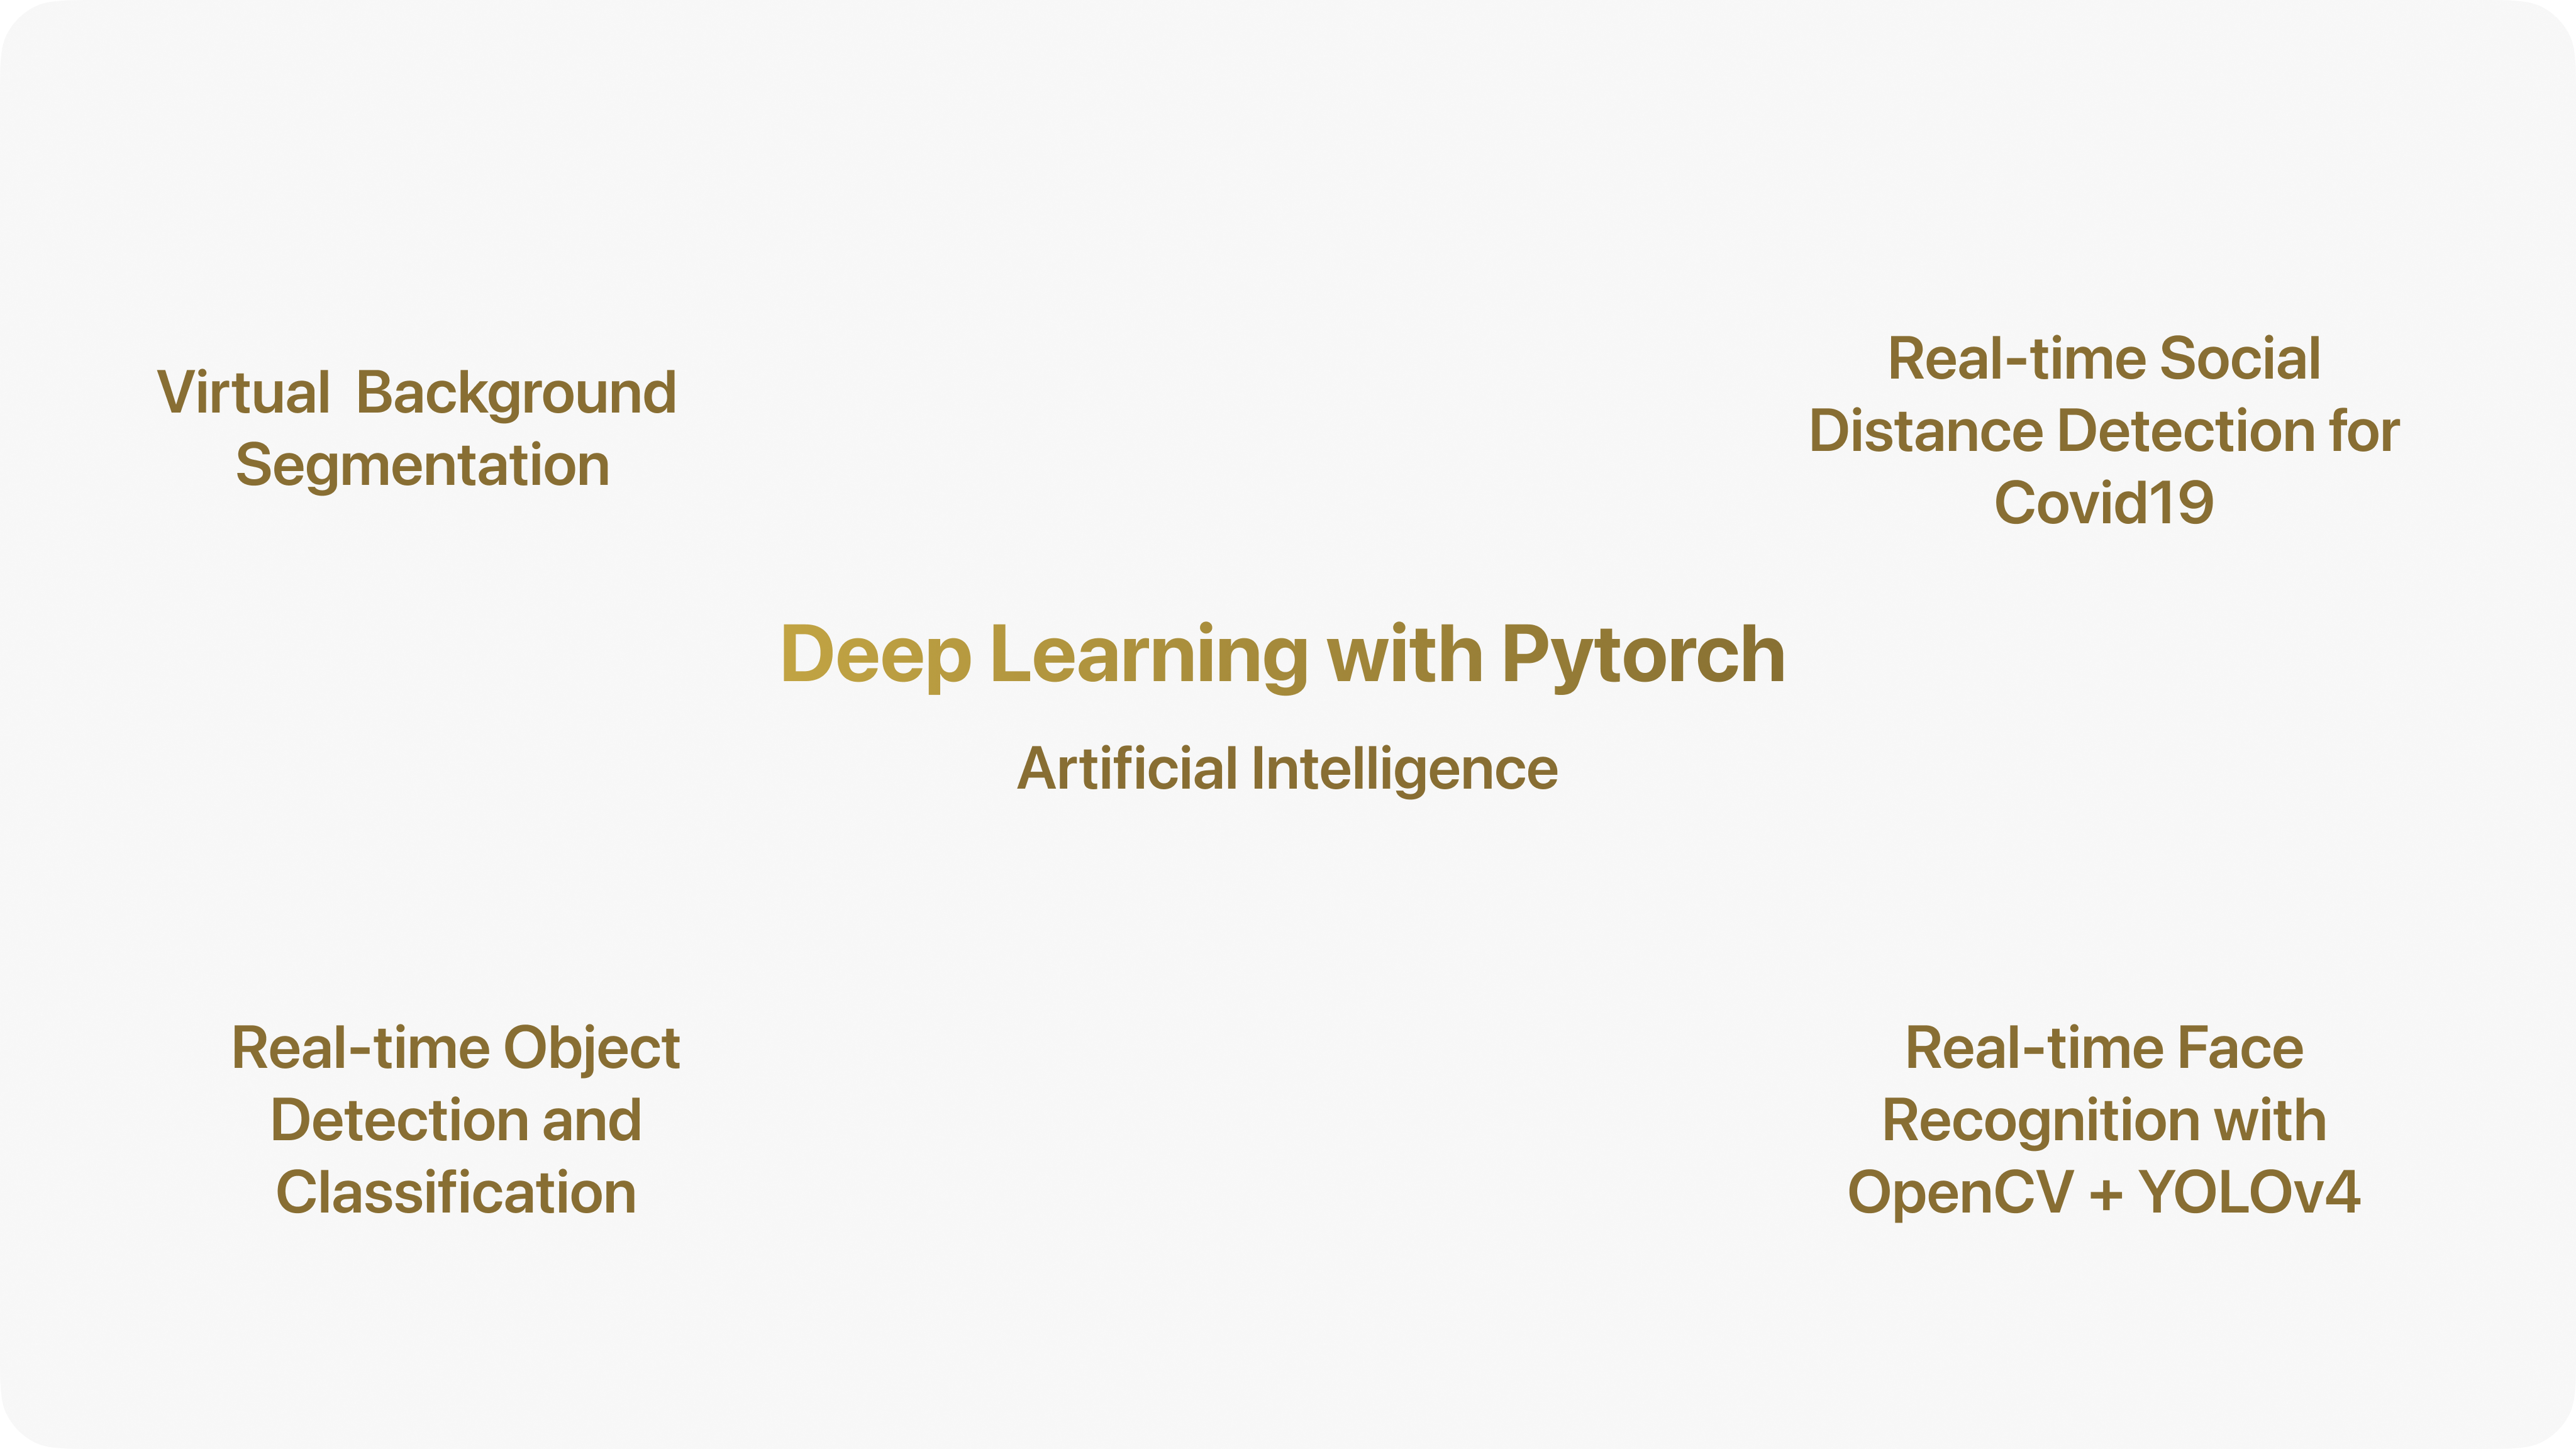 Virtual  Background
Segmentation
Real-time Social
Distance Detection for
Covid19
Deep Learning with Pytorch
Artificial Intelligence
Real-time Object
Detection and
Classification
Real-time Face
Recognition with
OpenCV + YOLOv4